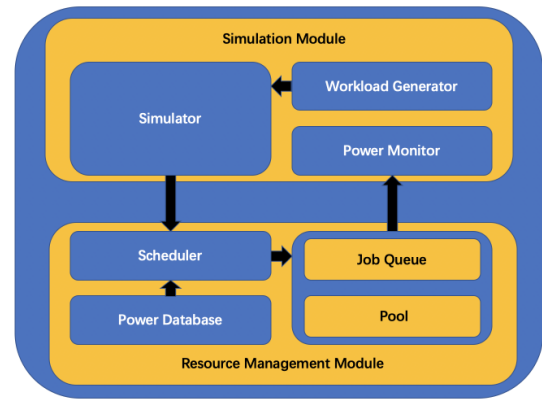 Simulation Module
Simulator
Workload Generator
Power Monitor
Scheduler
Job Queue
Power Database
Pool
Resource Management Module